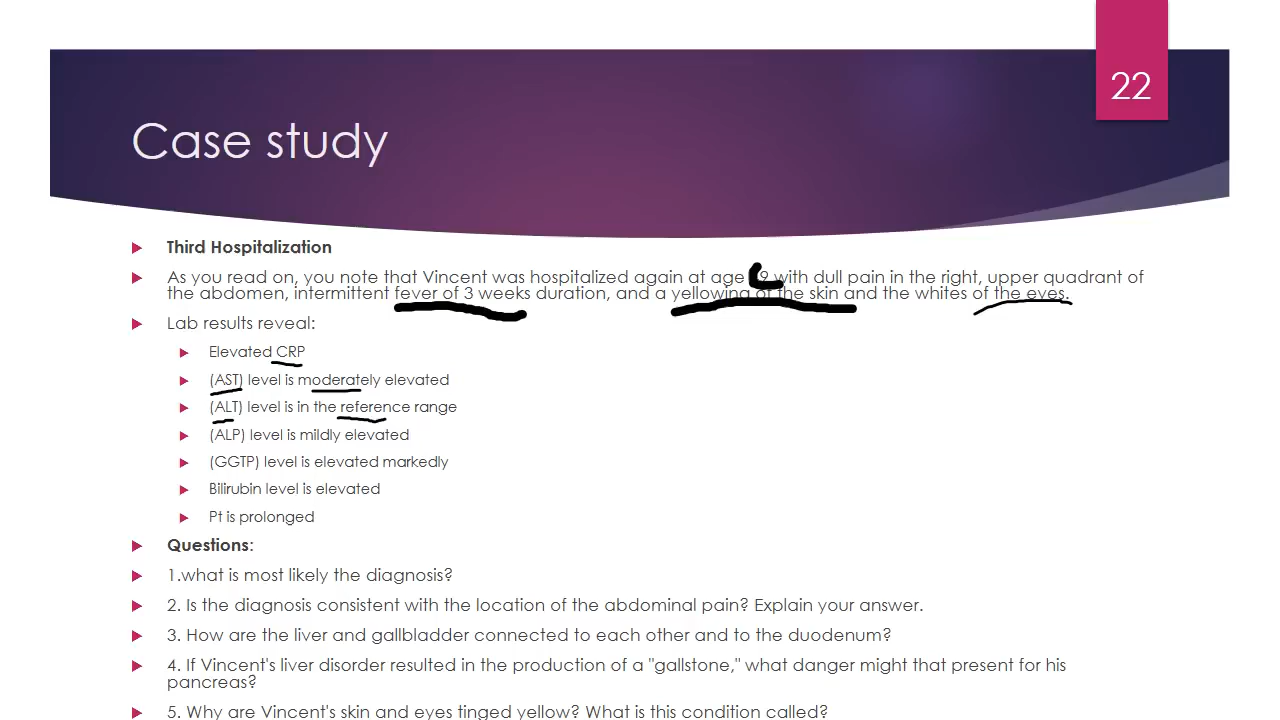 22
Case study
Third Hospitalization
As you read on, you note that Vincent was hospitalized again at age with dull pain in the right, upper quadrant of
the abdomen, intermittent fever of 3 weeks duration, and a yellowing of the skin and the whites of the eyes.
Lab results reveal:
Elevated CRP
(AST) level is moderately elevated
(ALT) level is in the reference range
(ALP) level is mildly elevated
(GGTP) level is elevated markedly
Bilirubin level is elevated
Pt is prolonged
Questions:
1.what is most likely the diagnosis?
2. Is the diagnosis consistent with the location of the abdominal pain? Explain your answer.
3. How are the liver and gallbladder connected to each other and to the duodenum?
4. If Vincent's liver disorder resulted in the production of a "gallstone," what danger might that present for his
pancreas?
5. Why are Vincent's skin and eyes tinged yellow? What is this condition called?